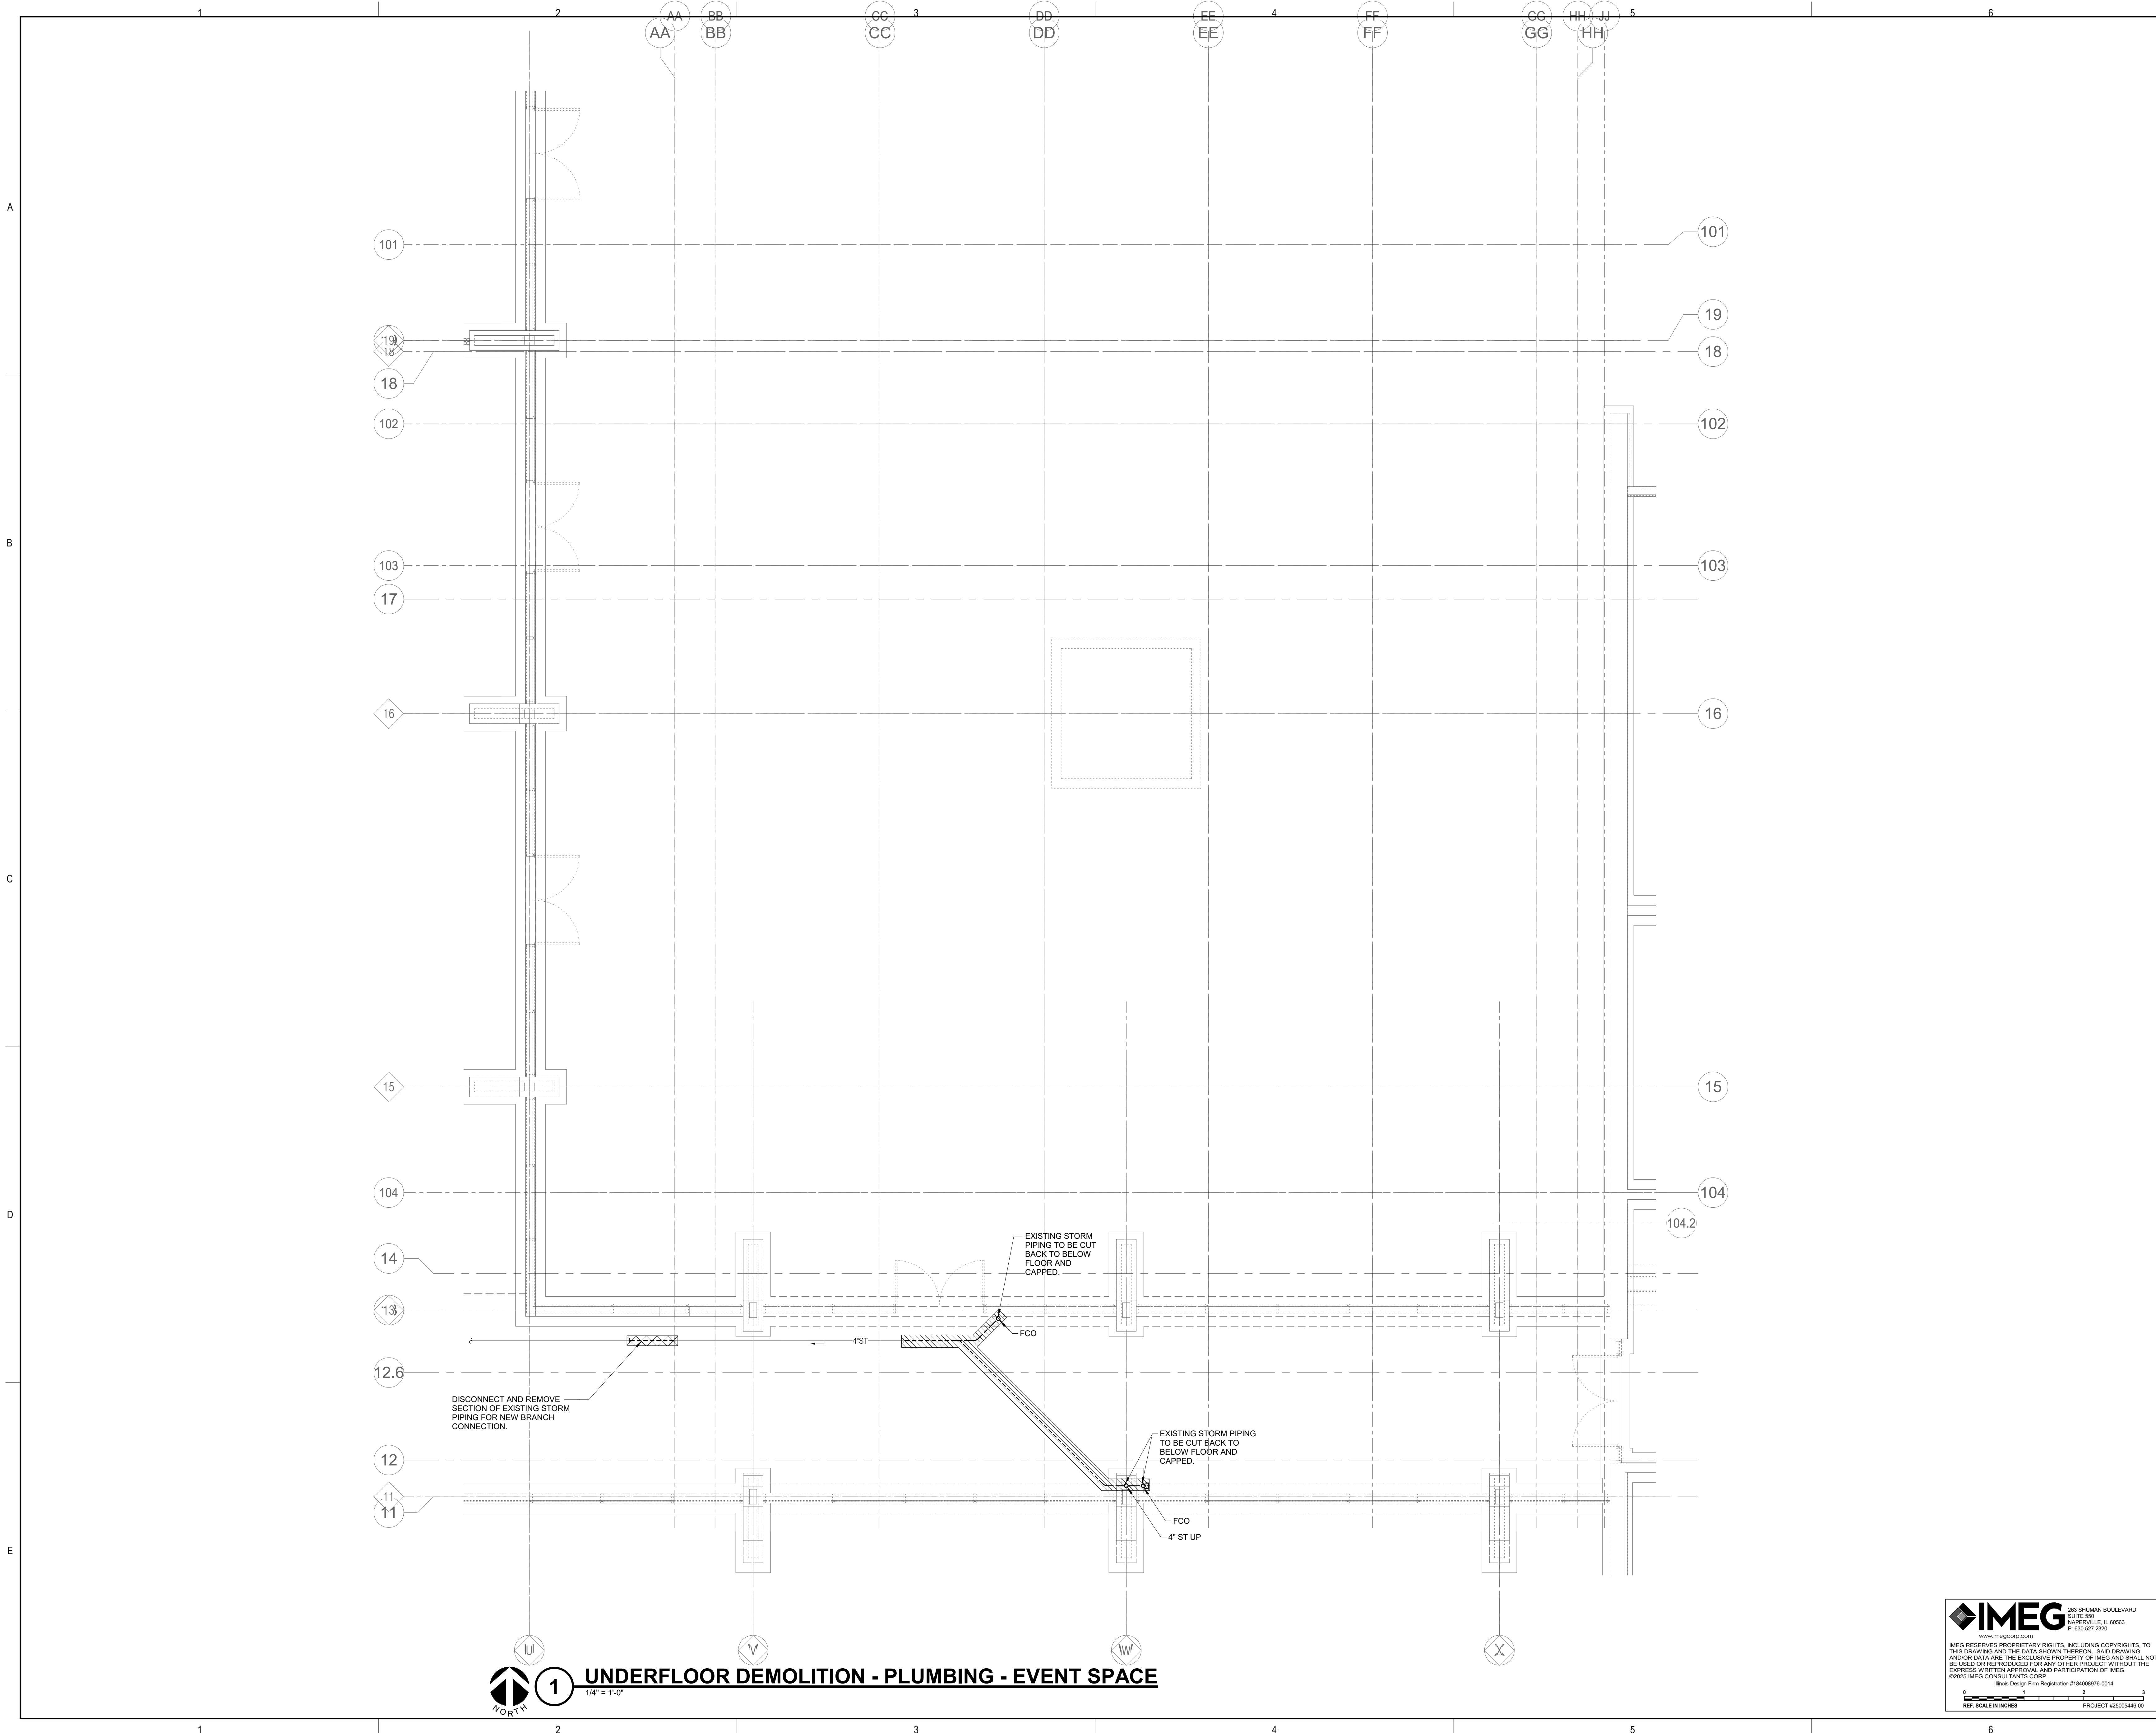 1
2
3
4
5
6
AA
BB
CC
DD
EE
FF
GG
HH
JJ
AA
BB
CC
DD
EE
FF
GG
HH
A
101
101
19
19
18
18
18
102
102
B
103
103
17
16
16
C
15
15
104
104
D
104.2
EXISTING STORM
PIPING TO BE CUT
BACK TO BELOW
FLOOR AND
CAPPED.
14
13
FCO
4"ST
12.6
DISCONNECT AND REMOVE
SECTION OF EXISTING STORM
PIPING FOR NEW BRANCH
CONNECTION.
EXISTING STORM PIPING
TO BE CUT BACK TO
BELOW FLOOR AND
CAPPED.
12
11
11
FCO
4" ST UP
E
U
V
W
X
NORTH
1
UNDERFLOOR DEMOLITION - PLUMBING - EVENT SPACE
1/4" = 1'-0"
IMEG
www.imegcorp.com
263 SHUMAN BOULEVARD
SUITE 550
NAPERVILLE, IL 60563
P: 630.527.2320
IMEG RESERVES PROPRIETARY RIGHTS, INCLUDING COPYRIGHTS, TO
THIS DRAWING AND THE DATA SHOWN THEREON. SAID DRAWING
AND/OR DATA ARE THE EXCLUSIVE PROPERTY OF IMEG AND SHALL NOT
BE USED OR REPRODUCED FOR ANY OTHER PROJECT WITHOUT THE
EXPRESS WRITTEN APPROVAL AND PARTICIPATION OF IMEG.
©2025 IMEG CONSULTANTS CORP.
Illinois Design Firm Registration #184008976-0014
0 1 2 3
REF. SCALE IN INCHES PROJECT #25005446.00
1
2
3
4
5
6